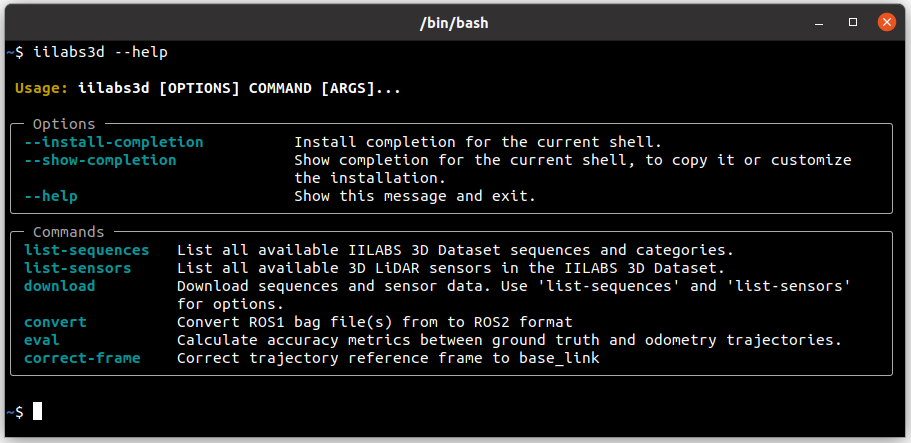 /bin/bash
~$ iilabs3d --help
Usage: iilabs3d [OPTIONS] COMMAND [ARGS]...
Options
--install-completion Install completion for the current shell.
--show-completion Show completion for the current shell, to copy it or customize
the installation.
--help Show this message and exit.
Commands
list-sequences List all available IILABS 3D Dataset sequences and categories.
list-sensors List all available 3D LiDAR sensors in the IILABS 3D Dataset.
download Download sequences and sensor data. Use 'list-sequences' and 'list-sensors'
for options.
convert Convert ROS1 bag file(s) from to ROS2 format
eval Calculate accuracy metrics between ground truth and odometry trajectories.
correct-frame Correct trajectory reference frame to base_link
~$